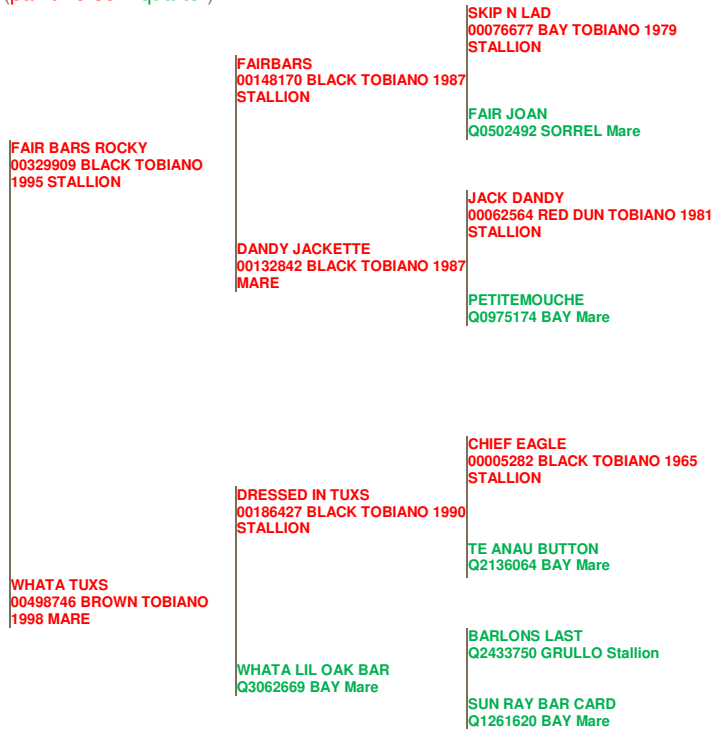 SKIP N LAD
00076677 BAY TOBIANO 1979
STALLION
FAIRBARS
00148170 BLACK TOBIANO 1987
STALLION
FAIR JOAN
Q0502492 SORREL Mare
FAIR BARS ROCKY
00329909 BLACK TOBIANO
1995 STALLION
JACK DANDY
00062564 RED DUN TOBIANO 1981
STALLION
DANDY JACKETTE
00132842 BLACK TOBIANO 1987
MARE
PETITEMOUCHE
Q0975174 BAY Mare
CHIEF EAGLE
00005282 BLACK TOBIANO 1965
STALLION
DRESSED IN TUXS
00186427 BLACK TOBIANO 1990
STALLION
TE ANAU BUTTON
Q2136064 BAY Mare
WHATA TUXS
00498746 BROWN TOBIANO
1998 MARE
BARLONS LAST
Q2433750 GRULLO Stallion
WHATA LIL OAK BAR
Q3062669 BAY Mare
SUN RAY BAR CARD
Q1261620 BAY Mare